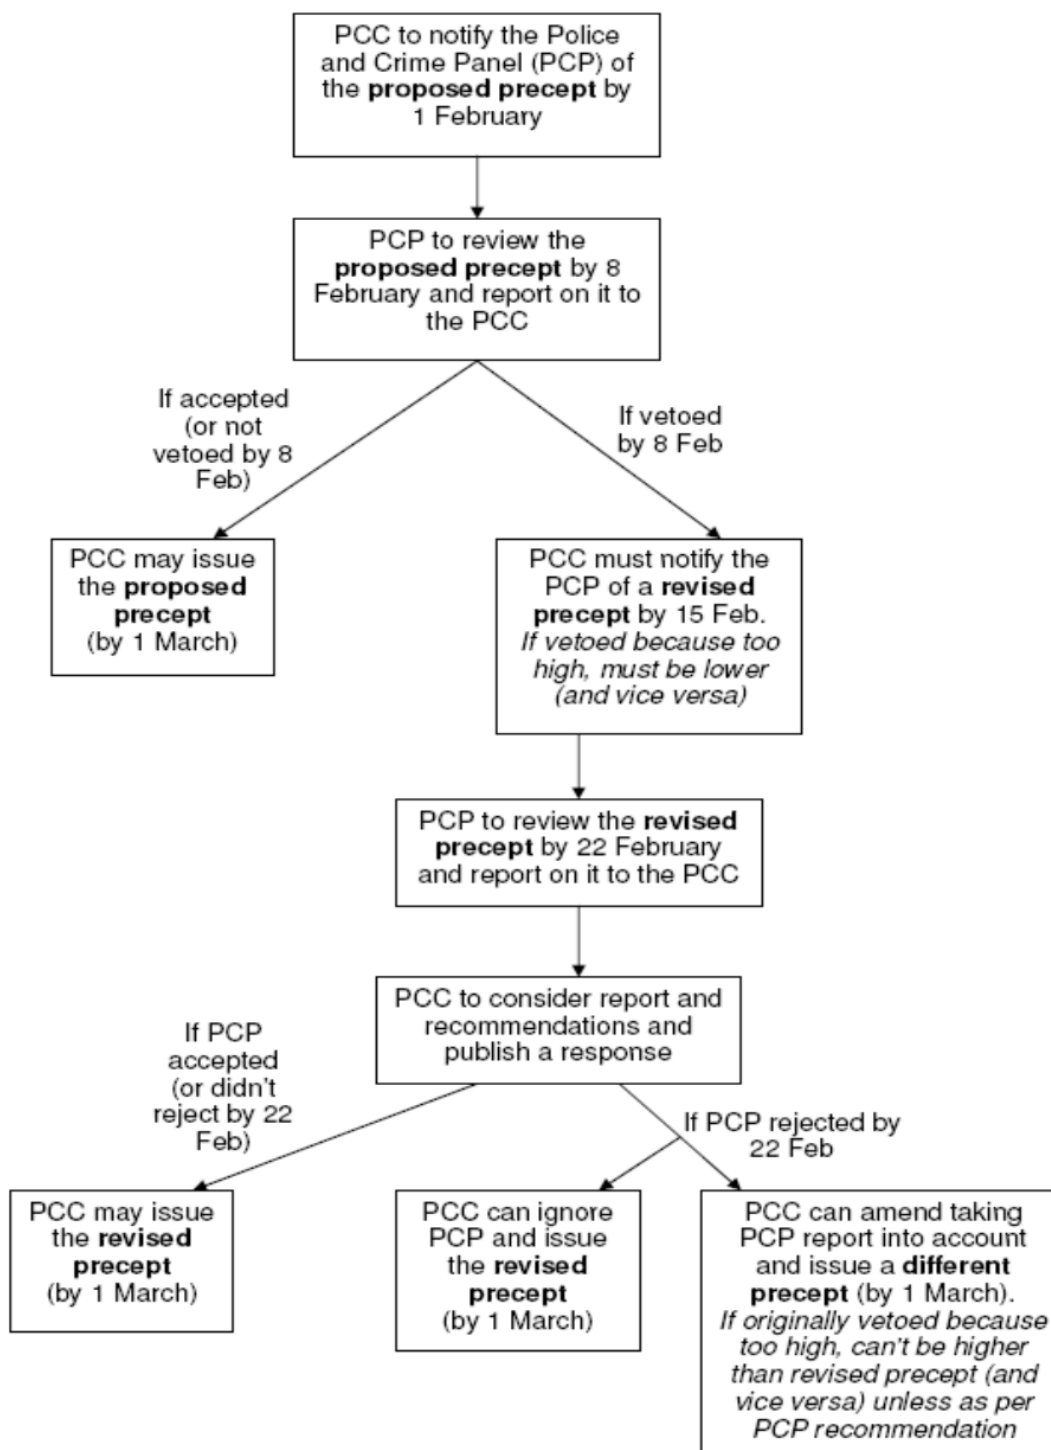 PCC to notify the Police
and Crime Panel (PCP) of
the proposed precept by
1 February
PCP to review the
proposed precept by 8
February and report on it to
the PCC
If accepted
(or not
vetoed by 8
Feb)
If vetoed
by 8 Feb
PCC may issue
the proposed
precept
(by 1 March)
PCC must notify the
PCP of a revised
precept by 15 Feb.
If vetoed because too
high, must be lower
(and vice versa)
PCP to review the revised
precept by 22 February
and report on it to the PCC
PCC to consider report and
recommendations and
publish a response
If PCP
accepted
(or didn't
reject by 22
Feb)
If PCP rejected by
22 Feb
PCC may issue
the revised
precept
(by 1 March)
PCC can ignore
PCP and issue
the revised
precept
(by 1 March)
PCC can amend taking
PCP report into account
and issue a different
precept (by 1 March).
If originally vetoed because
too high, can't be higher
than revised precept (and
vice versa) unless as per
PCP recommendation